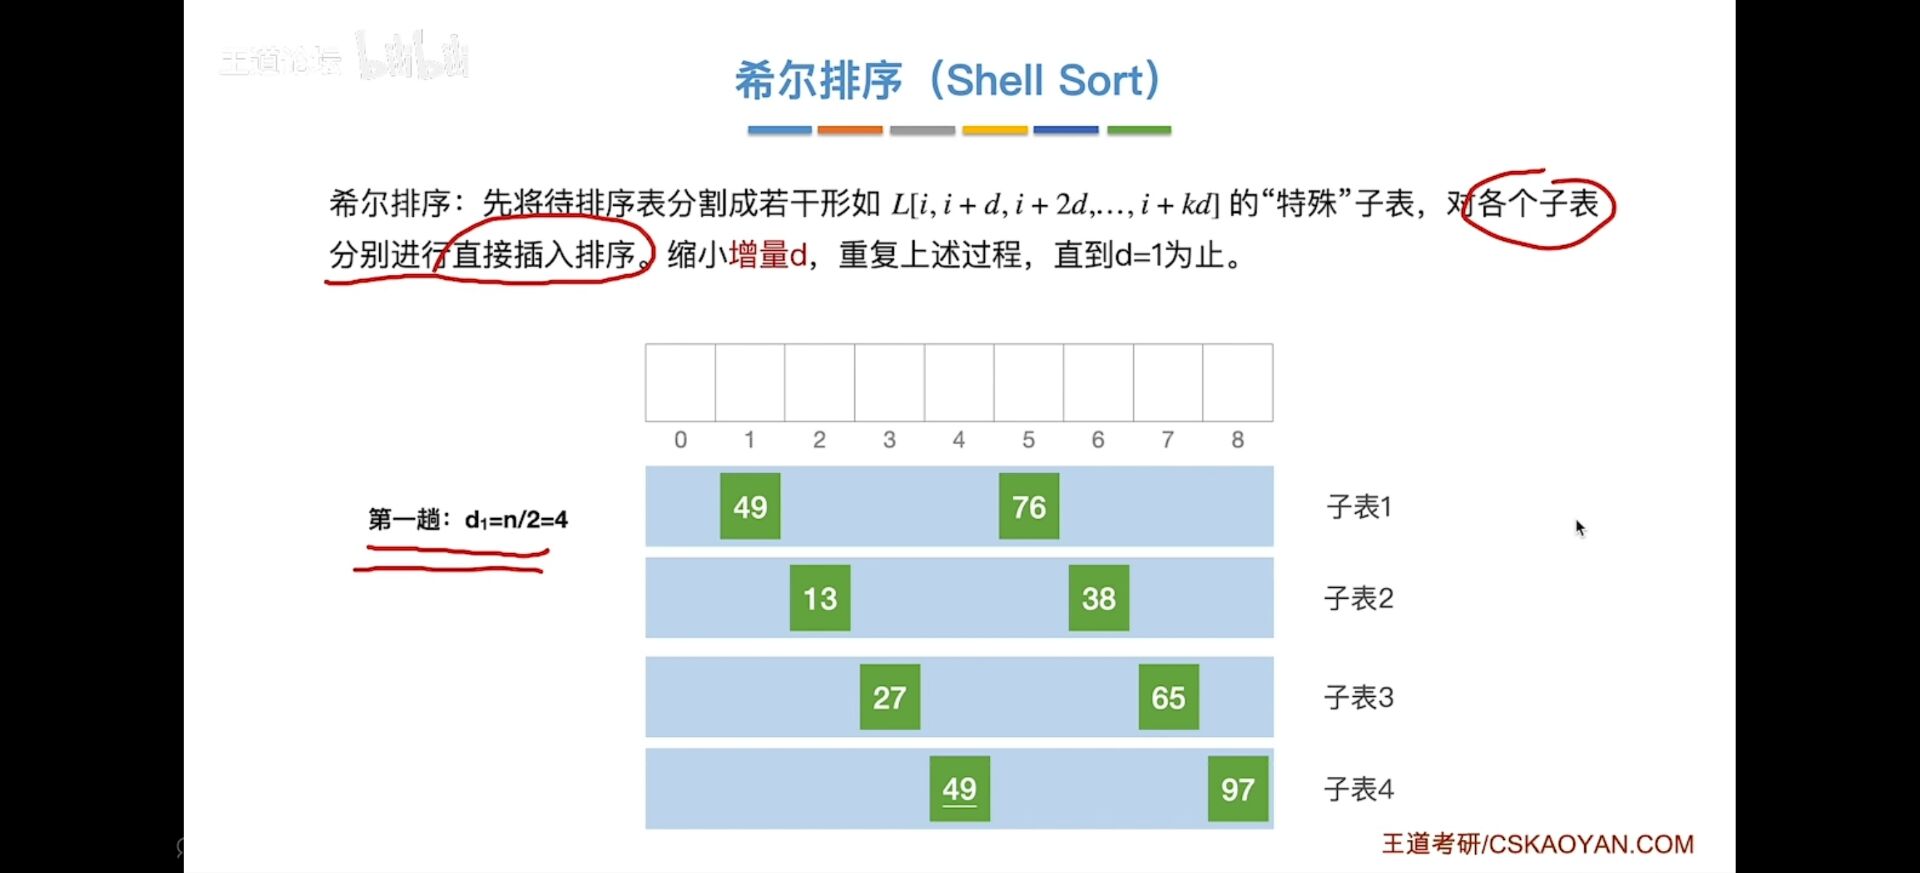 王道论坛 bilibili
希尔排序（Shell Sort）
希尔排序：先将待排序表分割成若干形如 L[i, i + d, i + 2d,…, i + kd] 的“特殊”子表，对各个子表
分别进行直接插入排序。缩小增量d，重复上述过程，直到d=1为止。
0 1 2 3 4 5 6 7 8
第一趟：d₁=n/2=4
49 76 子表1
13 38 子表2
27 65 子表3
49 97 子表4
王道考研/CSKAOYAN.COM